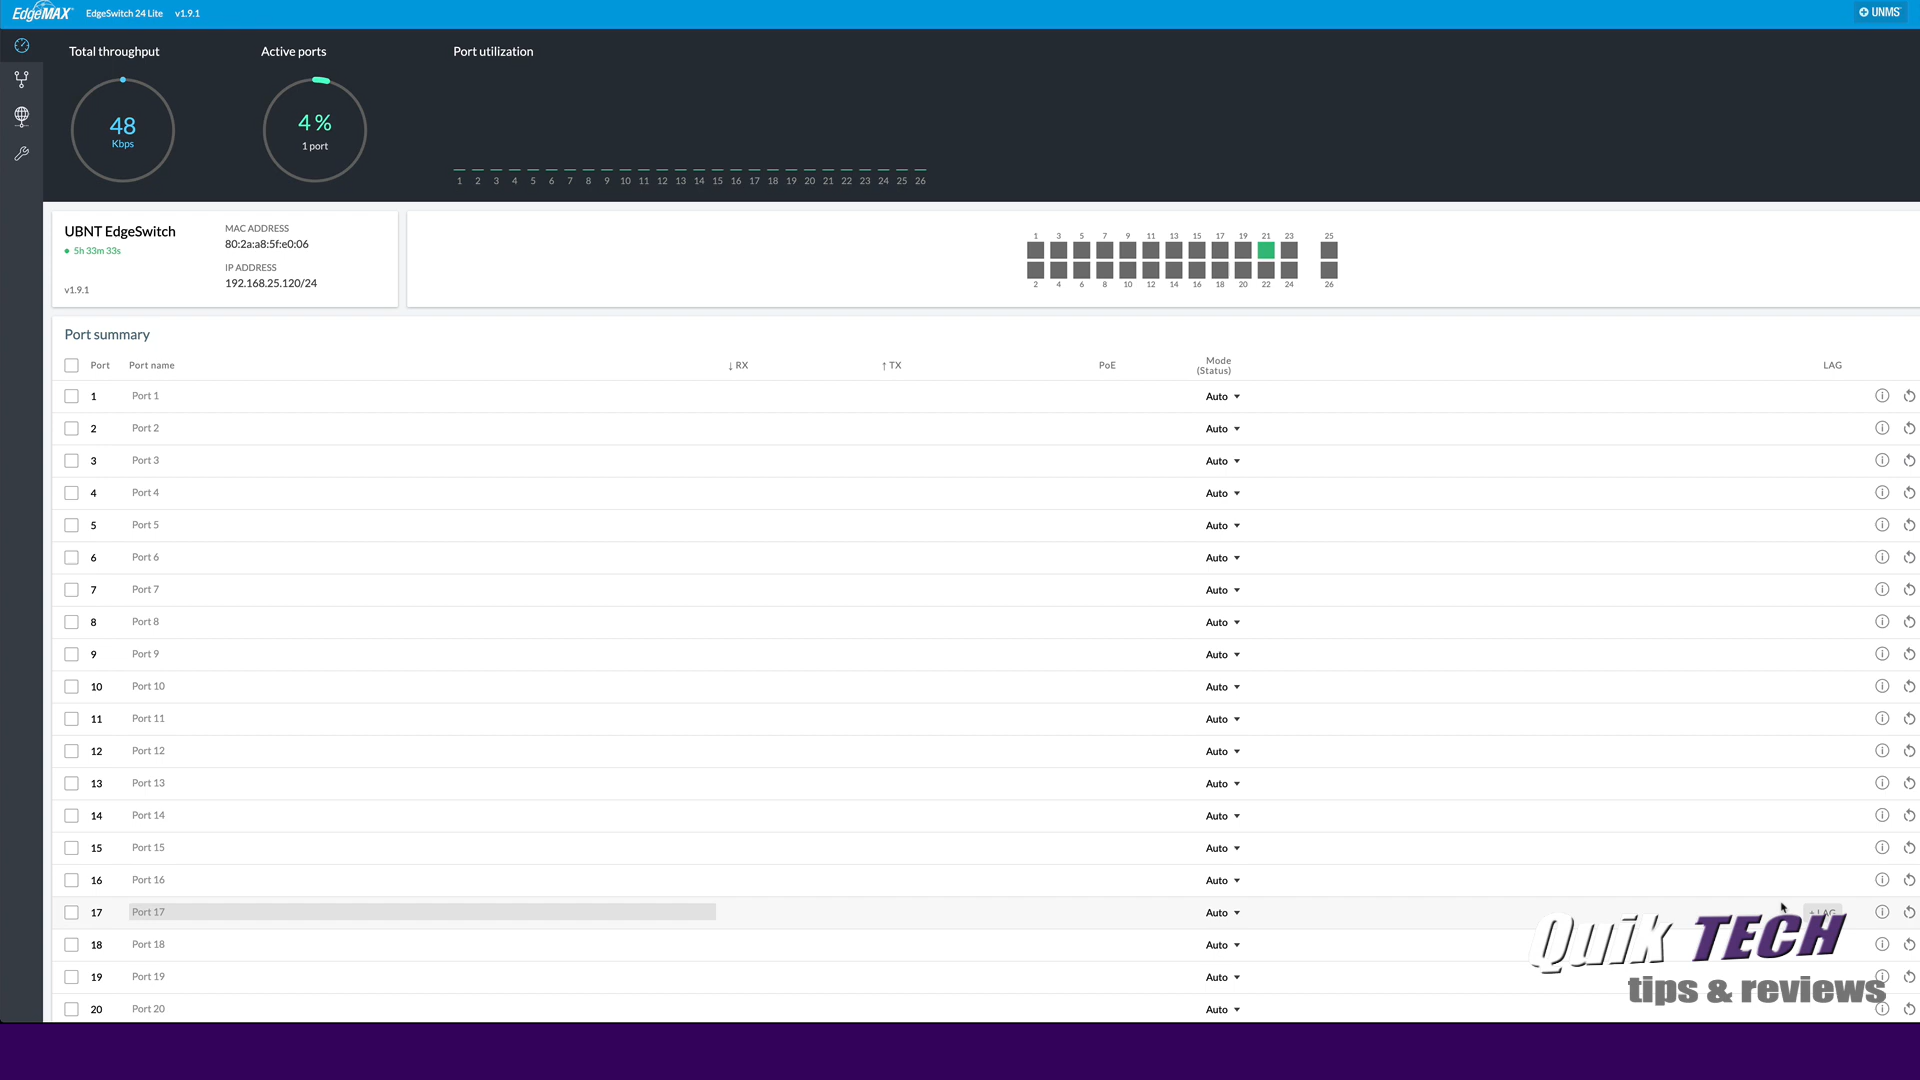 EdgeMAX EdgeSwitch 24 Lite v1.9.1 UNMS
Total throughput Active ports Port utilization
48
Kbps
4 %
1 port
1 2 3 4 5 6 7 8 9 10 11 12 13 14 15 16 17 18 19 20 21 22 23 24 25 26
UBNT EdgeSwitch
5h 33m 33s
v1.9.1
MAC ADDRESS
80:2a:a8:5f:e0:06
IP ADDRESS
192.168.25.120/24
1 3 5 7 9 11 13 15 17 19 21 23 25
2 4 6 8 10 12 14 16 18 20 22 24 26
Port summary
Port Port name ↓ RX ↑ TX PoE Mode (Status) LAG
1 Port 1 Auto
2 Port 2 Auto
3 Port 3 Auto
4 Port 4 Auto
5 Port 5 Auto
6 Port 6 Auto
7 Port 7 Auto
8 Port 8 Auto
9 Port 9 Auto
10 Port 10 Auto
11 Port 11 Auto
12 Port 12 Auto
13 Port 13 Auto
14 Port 14 Auto
15 Port 15 Auto
16 Port 16 Auto
17 Port 17 Auto + LAG
18 Port 18 Auto
19 Port 19 Auto
20 Port 20 Auto
Quik TECH
tips & reviews